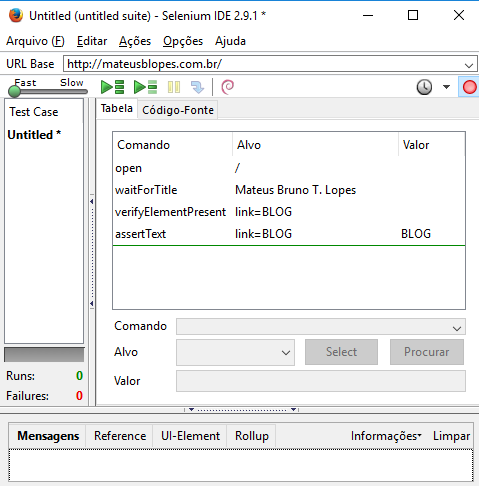 Untitled (untitled suite) - Selenium IDE 2.9.1 *
Arquivo (F) Editar Ações Opções Ajuda
URL Base http://mateusblopes.com.br/
Fast Slow
Test Case
Untitled *
Tabela Código-Fonte
Comando Alvo Valor
open /
waitForTitle Mateus Bruno T. Lopes
verifyElementPresent link=BLOG
assertText link=BLOG BLOG
Comando
Alvo Select Procurar
Valor
Runs: 0
Failures: 0
Mensagens Reference UI-Element Rollup Informações Limpar